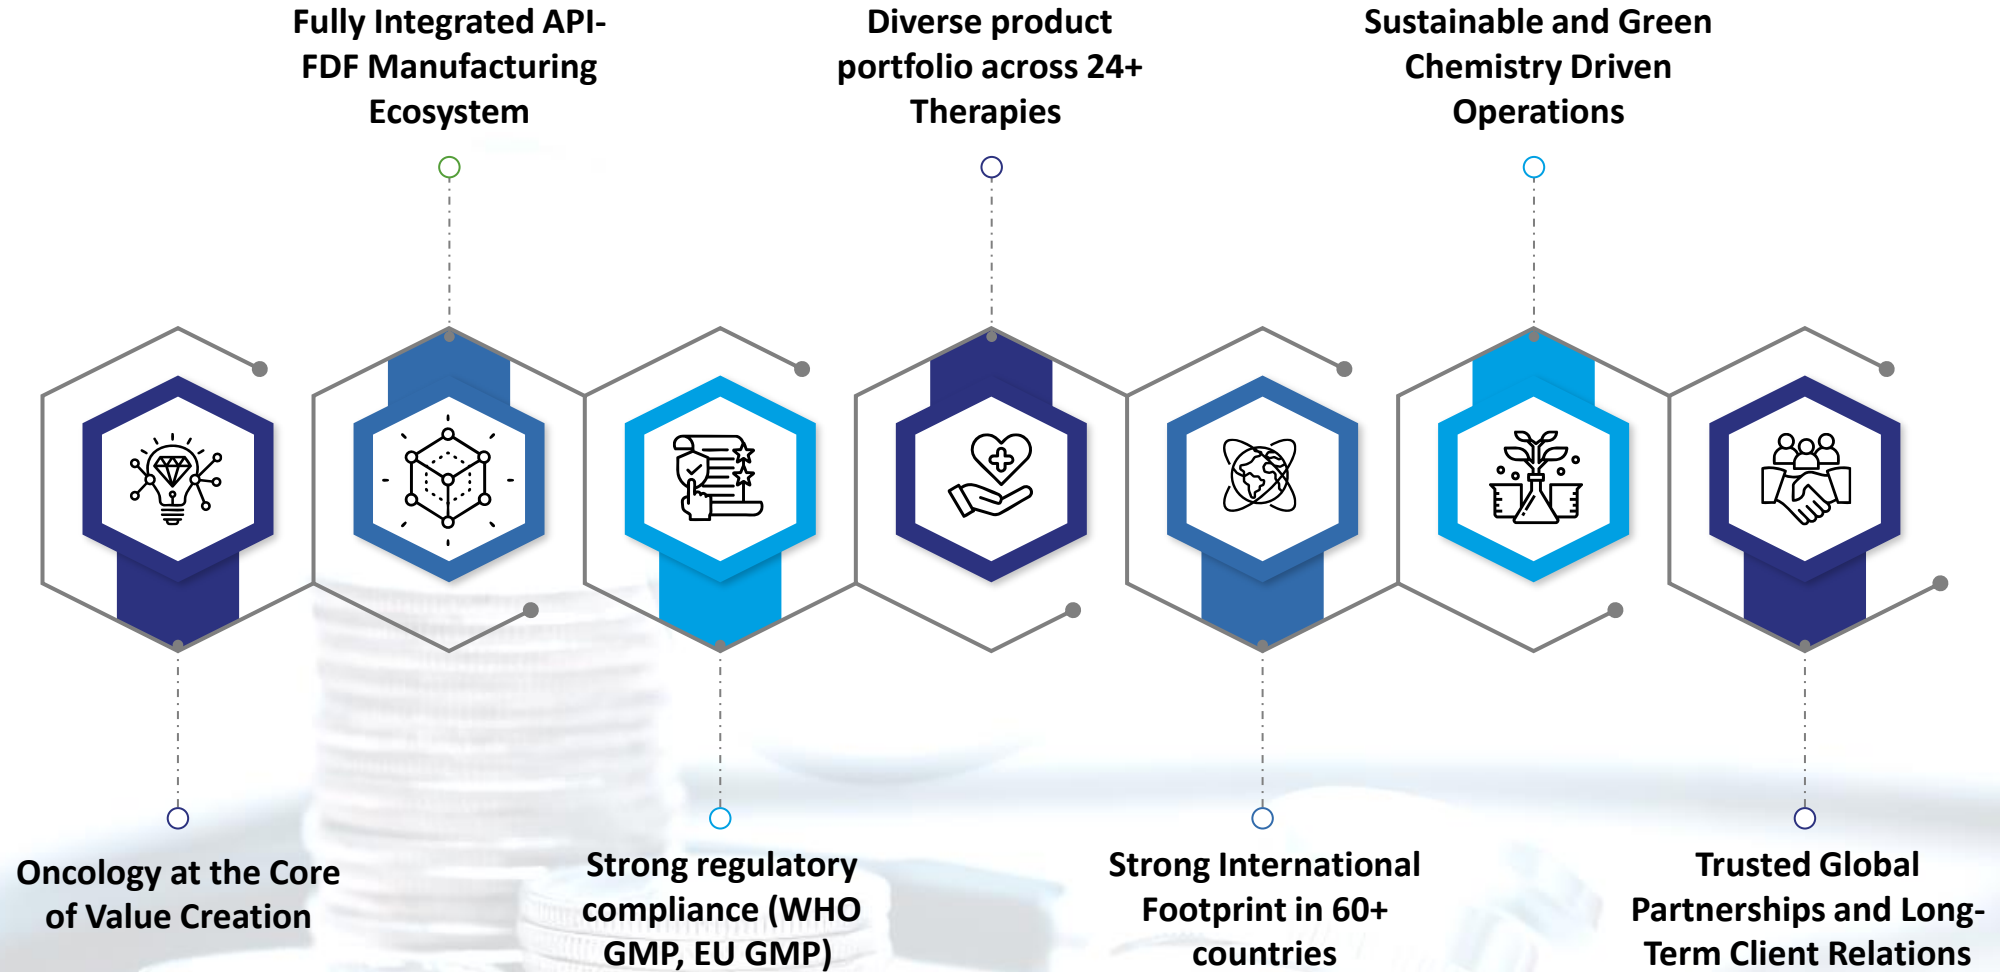 Fully Integrated API-
FDF Manufacturing
Ecosystem
Diverse product
portfolio across 24+
Therapies
Sustainable and Green
Chemistry Driven
Operations
Oncology at the Core
of Value Creation
Strong regulatory
compliance (WHO
GMP, EU GMP)
Strong International
Footprint in 60+
countries
Trusted Global
Partnerships and Long-
Term Client Relations